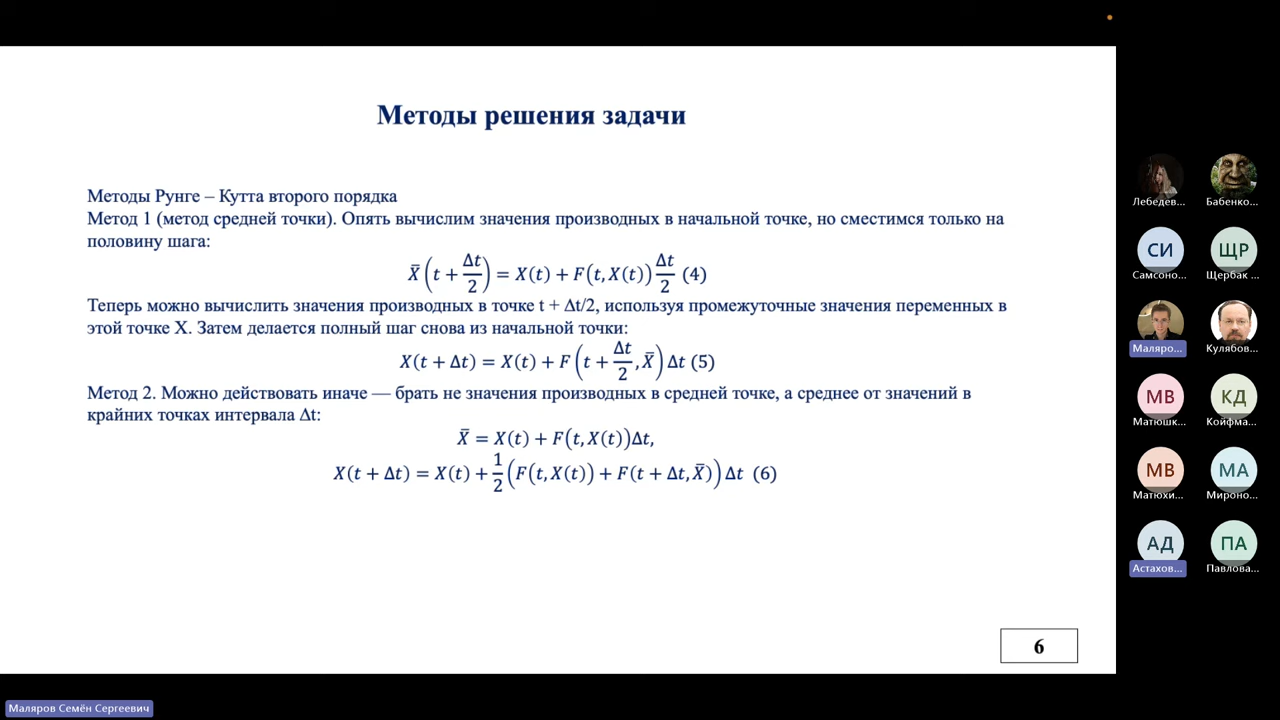 Методы решения задачи
Методы Рунге – Кутта второго порядка
Метод 1 (метод средней точки). Опять вычислим значения производных в начальной точке, но сместимся только на
половину шага:
X̄(t + Δt/2) = X(t) + F(t, X(t)) Δt/2 (4)
Теперь можно вычислить значения производных в точке t + Δt/2, используя промежуточные значения переменных в
этой точке X. Затем делается полный шаг снова из начальной точки:
X(t + Δt) = X(t) + F(t + Δt/2, X̄) Δt (5)
Метод 2. Можно действовать иначе — брать не значения производных в средней точке, а среднее от значений в
крайних точках интервала Δt:
X̄ = X(t) + F(t, X(t))Δt,
X(t + Δt) = X(t) + 1/2 (F(t, X(t)) + F(t + Δt, X̄)) Δt (6)
6
Лебедев...
Бабенко...
СИ
ЩР
Самсоно...
Щербак ...
Маляро...
Кулябов...
МВ
КД
Матюшк...
Койфма...
МВ
МА
Матюхи...
Мироно...
АД
ПА
Астахов...
Павлова...
Маляров Семён Сергеевич